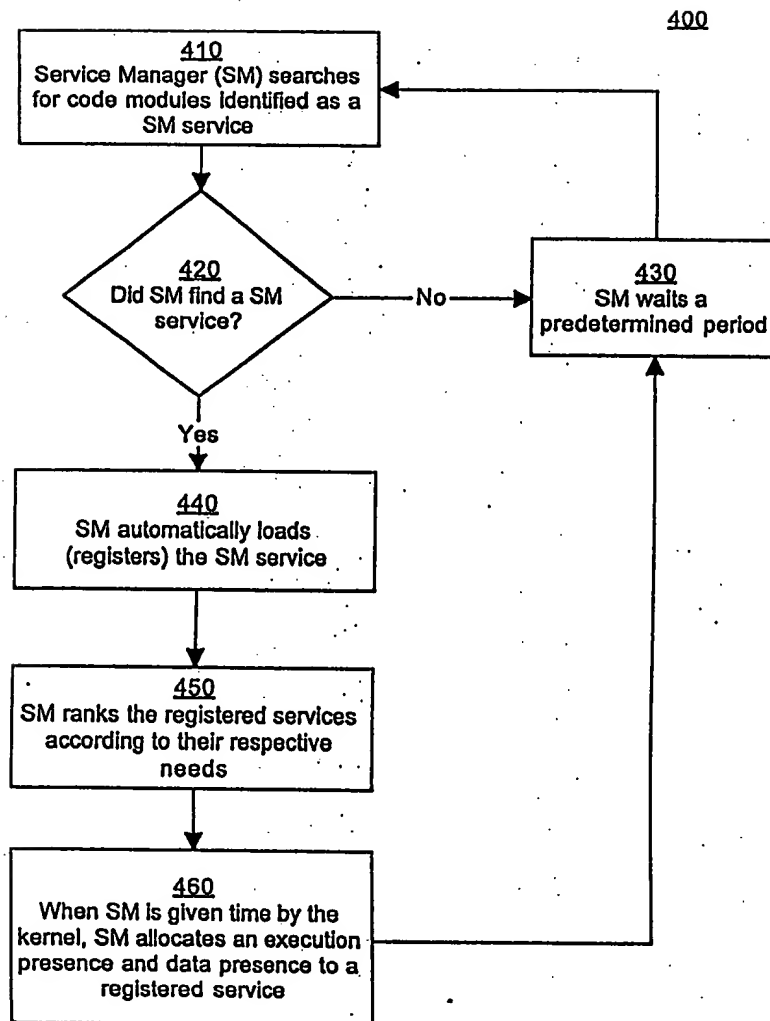 400
410
Service Manager (SM) searches
for code modules identified as a
SM service
420
Did SM find a SM
service?
No
430
SM waits a
predetermined period
Yes
440
SM automatically loads
(registers) the SM service
450
SM ranks the registered services
according to their respective
needs
460
When SM is given time by the
kernel, SM allocates an execution
presence and data presence to a
registered service